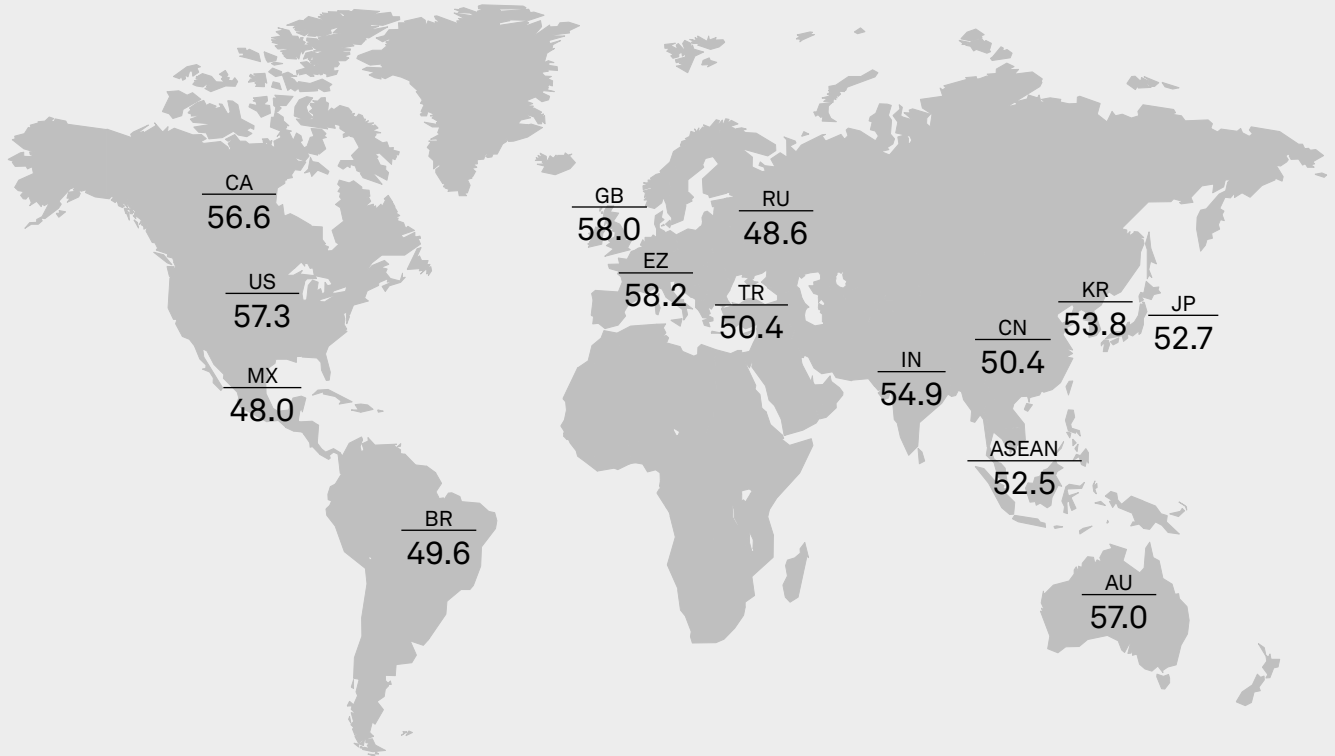 CA
56.6
GB
58.0
RU
48.6
EZ
58.2
US
57.3
TR
50.4
KR
53.8
JP
52.7
CN
50.4
IN
54.9
MX
48.0
ASEAN
52.5
BR
49.6
AU
57.0